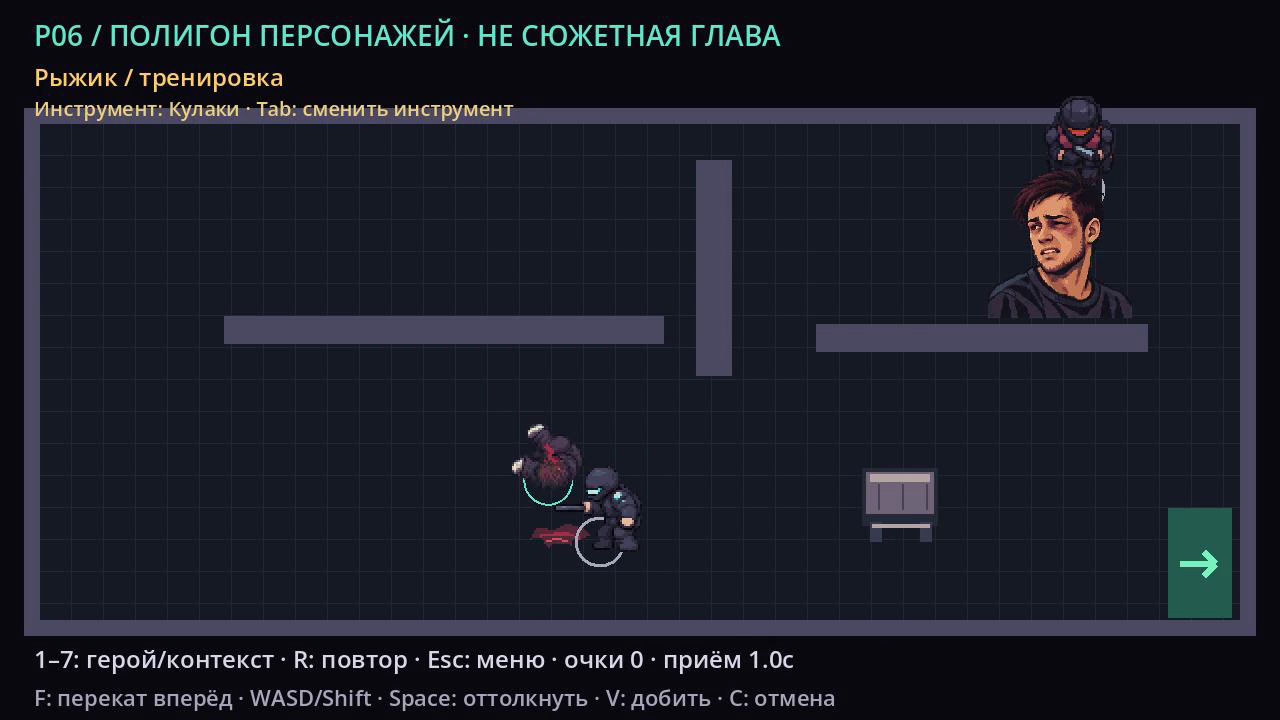 P06 / ПОЛИГОН ПЕРСОНАЖЕЙ · НЕ СЮЖЕТНАЯ ГЛАВА
Рыжик / тренировка
Инструмент: Кулаки · Tab: сменить инструмент
1–7: герой/контекст · R: повтор · Esc: меню · очки 0 · приём 1.0с
F: перекат вперёд · WASD/Shift · Space: оттолкнуть · V: добить · C: отмена